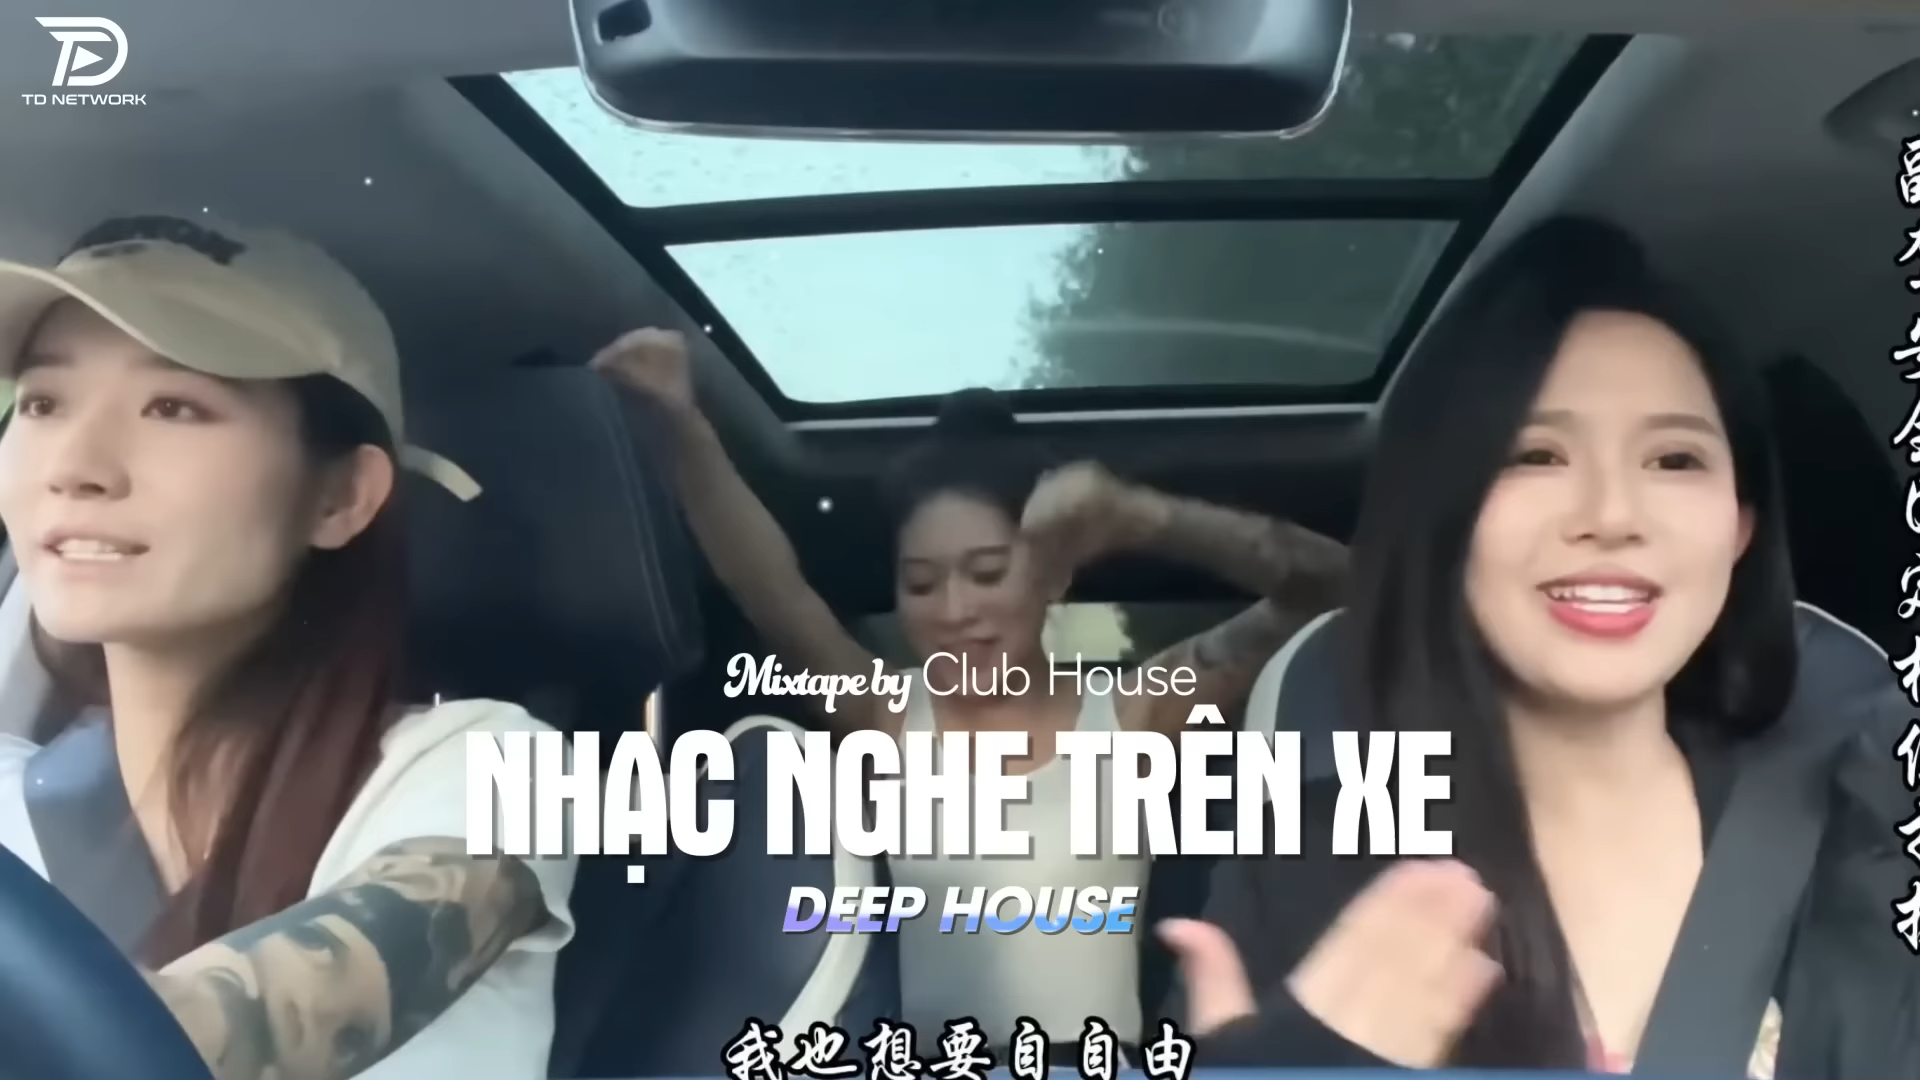 TD NETWORK
Mixtape by Club House
NHẠC NGHE TRÊN XE
DEEP HOUSE
我也想要自自由